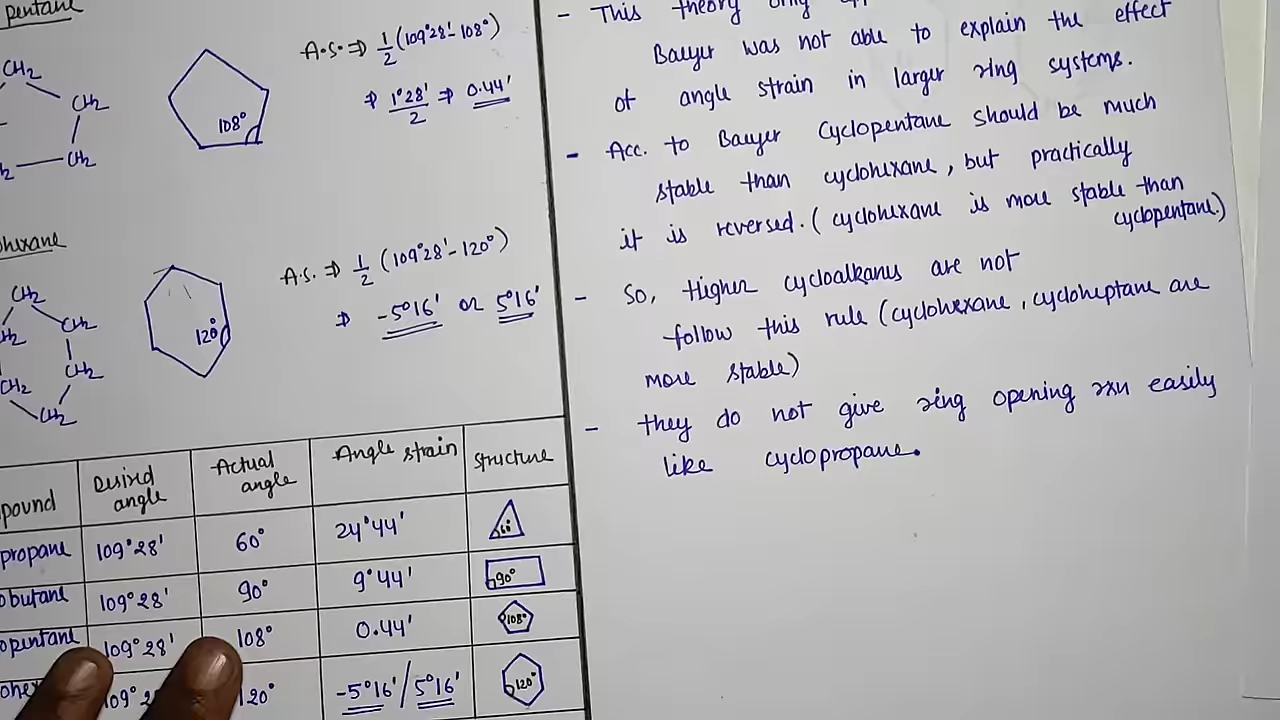 pentane
CH2
CH2
CH2
108°
A.S. ⇒ 1/2 (109°28' - 108°)
⇒ 1°28'/2 ⇒ 0.44'
CH2
CH2
CH2
CH2
120°
A.S. ⇒ 1/2 (109°28' - 120°)
⇒ -5°16' or 5°16'
Desired angle | Actual angle | Angle strain | structure
propane | 109°28' | 60° | 24°44' | 60°
butane | 109°28' | 90° | 9°44' | 90°
109°28' | 108° | 0.44' | 108°
120° | -5°16' / 5°16' | 120°
- This theory only
Baeyer was not able to explain the effect
of angle strain in larger ring systems.
- Acc. to Baeyer Cyclopentane should be much
stable than cyclohexane, but practically
it is reversed. (cyclohexane is more stable than
cyclopentane.)
- So, Higher cycloalkanes are not
follow this rule (cyclohexane, cycloheptane are
more stable)
- they do not give ring opening rxn easily
like cyclopropane.